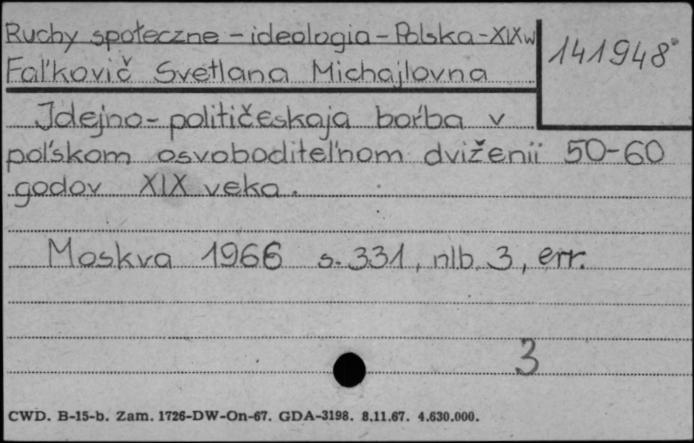 Ruchy społeczne - ideologia - Polska - XIXw
141948
Fal'kovič Svetlana Michajlovna
Idejno-političeskaja bor'ba v
pol'skom osvoboditel'nom dviženii 50-60
godov XIX veka.
Moskva 1966 s. 331, nlb. 3, err.
3
CWD. B-15-b. Zam. 1726-DW-On-67. GDA-3198. 8.11.67. 4.630.000.